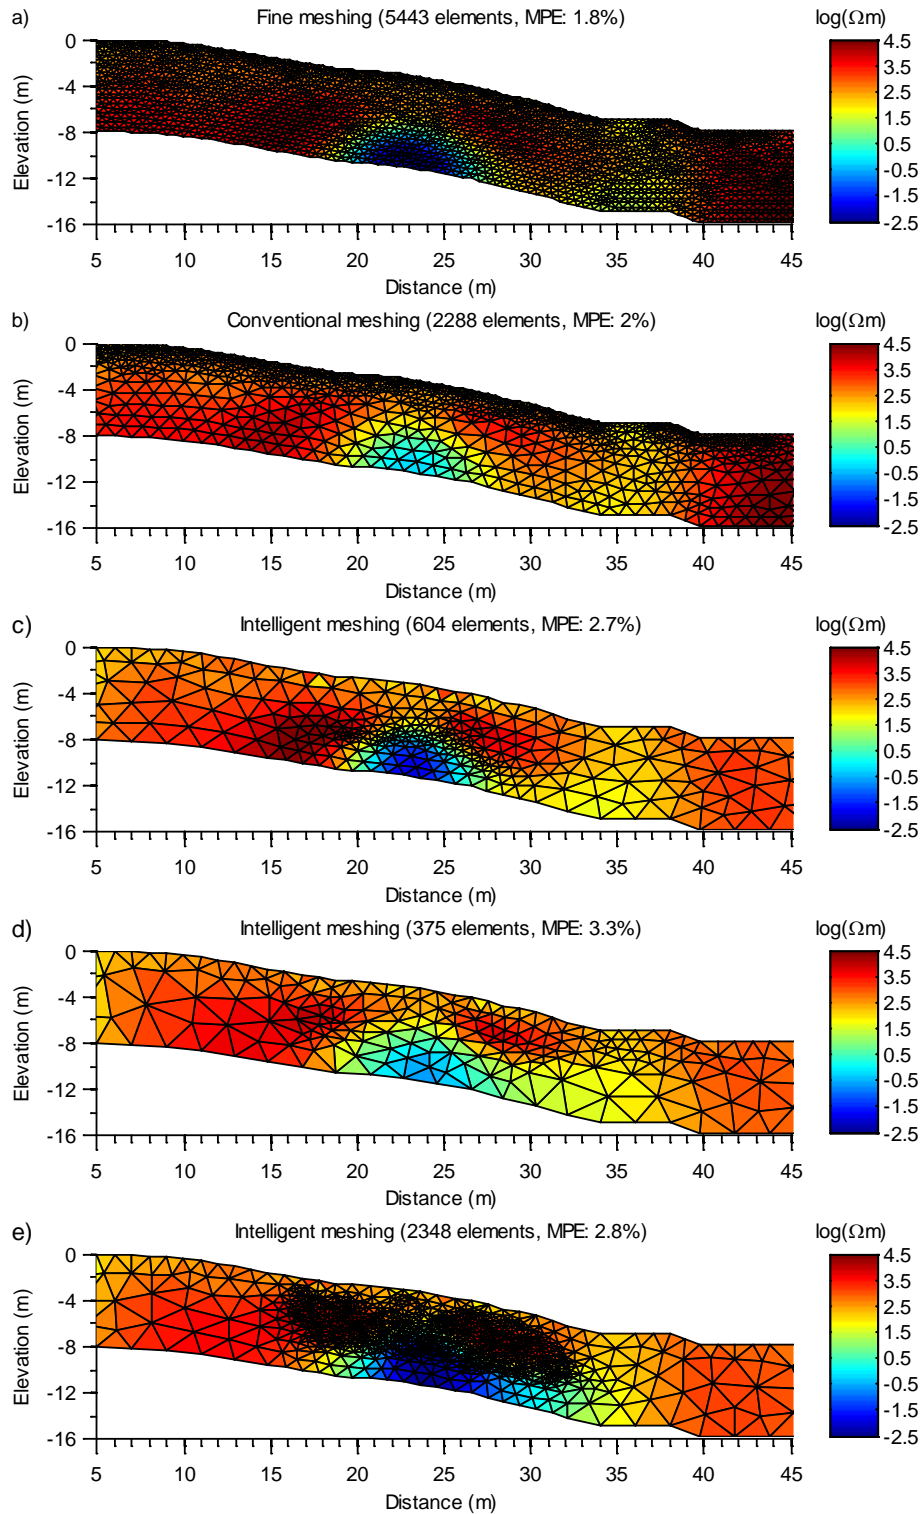 a)
Fine meshing (5443 elements, MPE: 1.8%)
log(Ωm)
Elevation (m)
0
-4
-8
-12
-16
5 10 15 20 25 30 35 40 45
Distance (m)
4.5
3.5
2.5
1.5
0.5
-0.5
-1.5
-2.5
b)
Conventional meshing (2288 elements, MPE: 2%)
log(Ωm)
Elevation (m)
0
-4
-8
-12
-16
5 10 15 20 25 30 35 40 45
Distance (m)
4.5
3.5
2.5
1.5
0.5
-0.5
-1.5
-2.5
c)
Intelligent meshing (604 elements, MPE: 2.7%)
log(Ωm)
Elevation (m)
0
-4
-8
-12
-16
5 10 15 20 25 30 35 40 45
Distance (m)
4.5
3.5
2.5
1.5
0.5
-0.5
-1.5
-2.5
d)
Intelligent meshing (375 elements, MPE: 3.3%)
log(Ωm)
Elevation (m)
0
-4
-8
-12
-16
5 10 15 20 25 30 35 40 45
Distance (m)
4.5
3.5
2.5
1.5
0.5
-0.5
-1.5
-2.5
e)
Intelligent meshing (2348 elements, MPE: 2.8%)
log(Ωm)
Elevation (m)
0
-4
-8
-12
-16
5 10 15 20 25 30 35 40 45
Distance (m)
4.5
3.5
2.5
1.5
0.5
-0.5
-1.5
-2.5